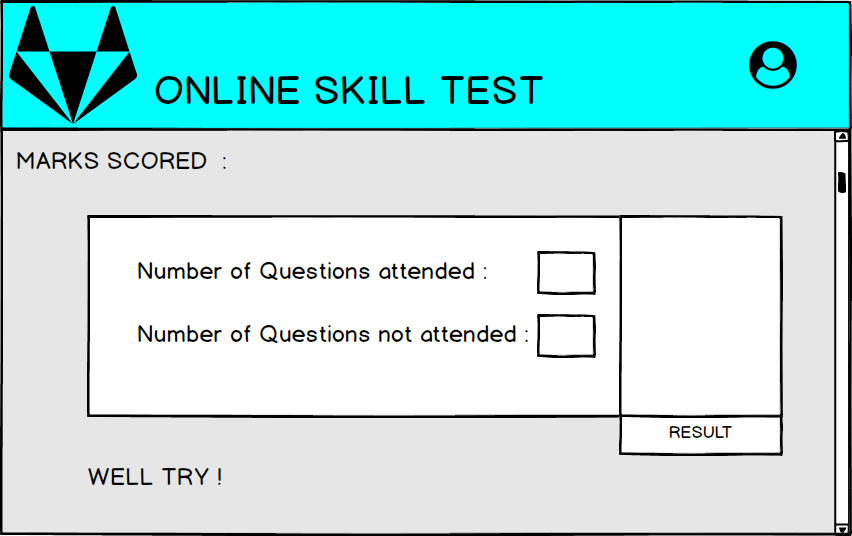 ONLINE SKILL TEST
MARKS SCORED :
Number of Questions attended :
Number of Questions not attended :
RESULT
WELL TRY !